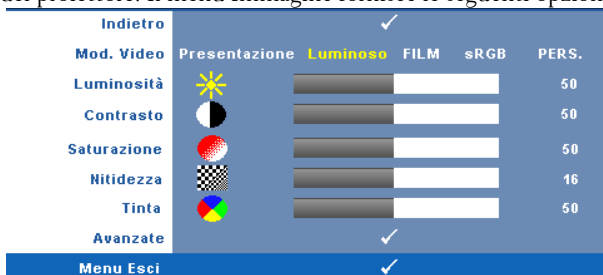 Indietro
Mod. Video Presentazione Luminoso FILM sRGB PERS.
Luminosità 50
Contrasto 50
Saturazione 50
Nitidezza 16
Tinta 50
Avanzate
Menu Esci